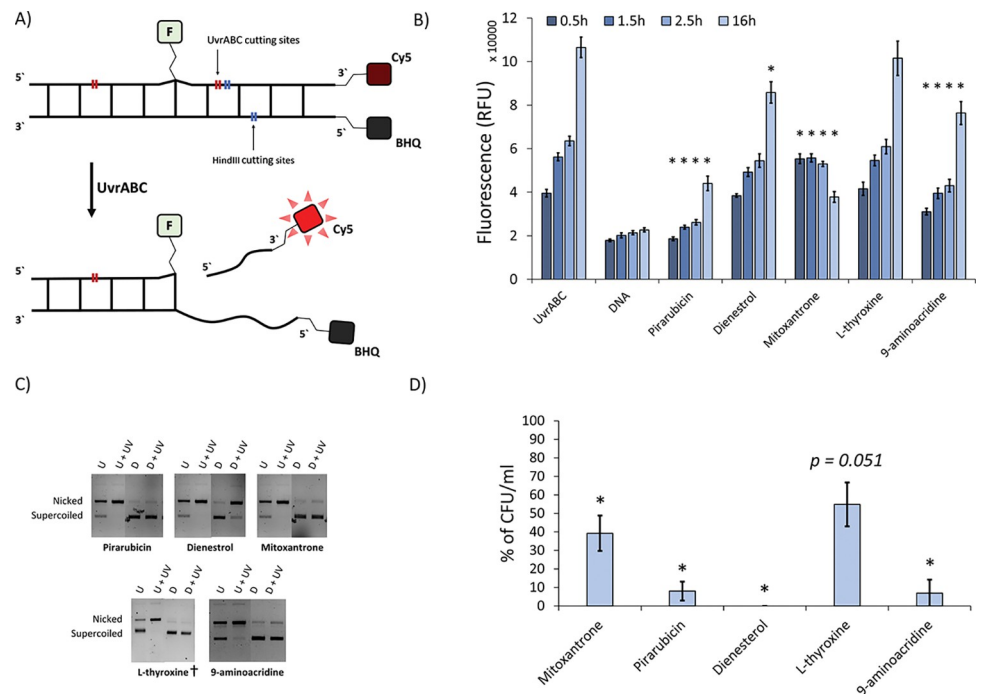 A)
F
UvrABC cutting sites
Cy5
5` 3`
3` 5`
BHQ
HindIII cutting sites
UvrABC
F
Cy5
3`
5`
5`
3`
5`
BHQ
B)
0.5h 1.5h 2.5h 16h
x 10000
Fluorescence (RFU)
12
10
8
6
4
2
0
* * * *
*
* * * *
* * * *
UvrABC
DNA
Pirarubicin
Dienestrol
Mitoxantrone
L-thyroxine
9-aminoacridine
C)
U U + UV D D + UV U U + UV D D + UV U U + UV D D + UV
Nicked
Supercoiled
Pirarubicin Dienestrol Mitoxantrone
U U + UV D D + UV U U + UV D D + UV
Nicked
Supercoiled
L-thyroxine † 9-aminoacridine
D)
% of CFU/ml
100
90
80
70
60
50
40
30
20
10
0
*
*
*
p = 0.051
*
Mitoxantrone
Pirarubicin
Dienesterol
L-thyroxine
9-aminoacridine